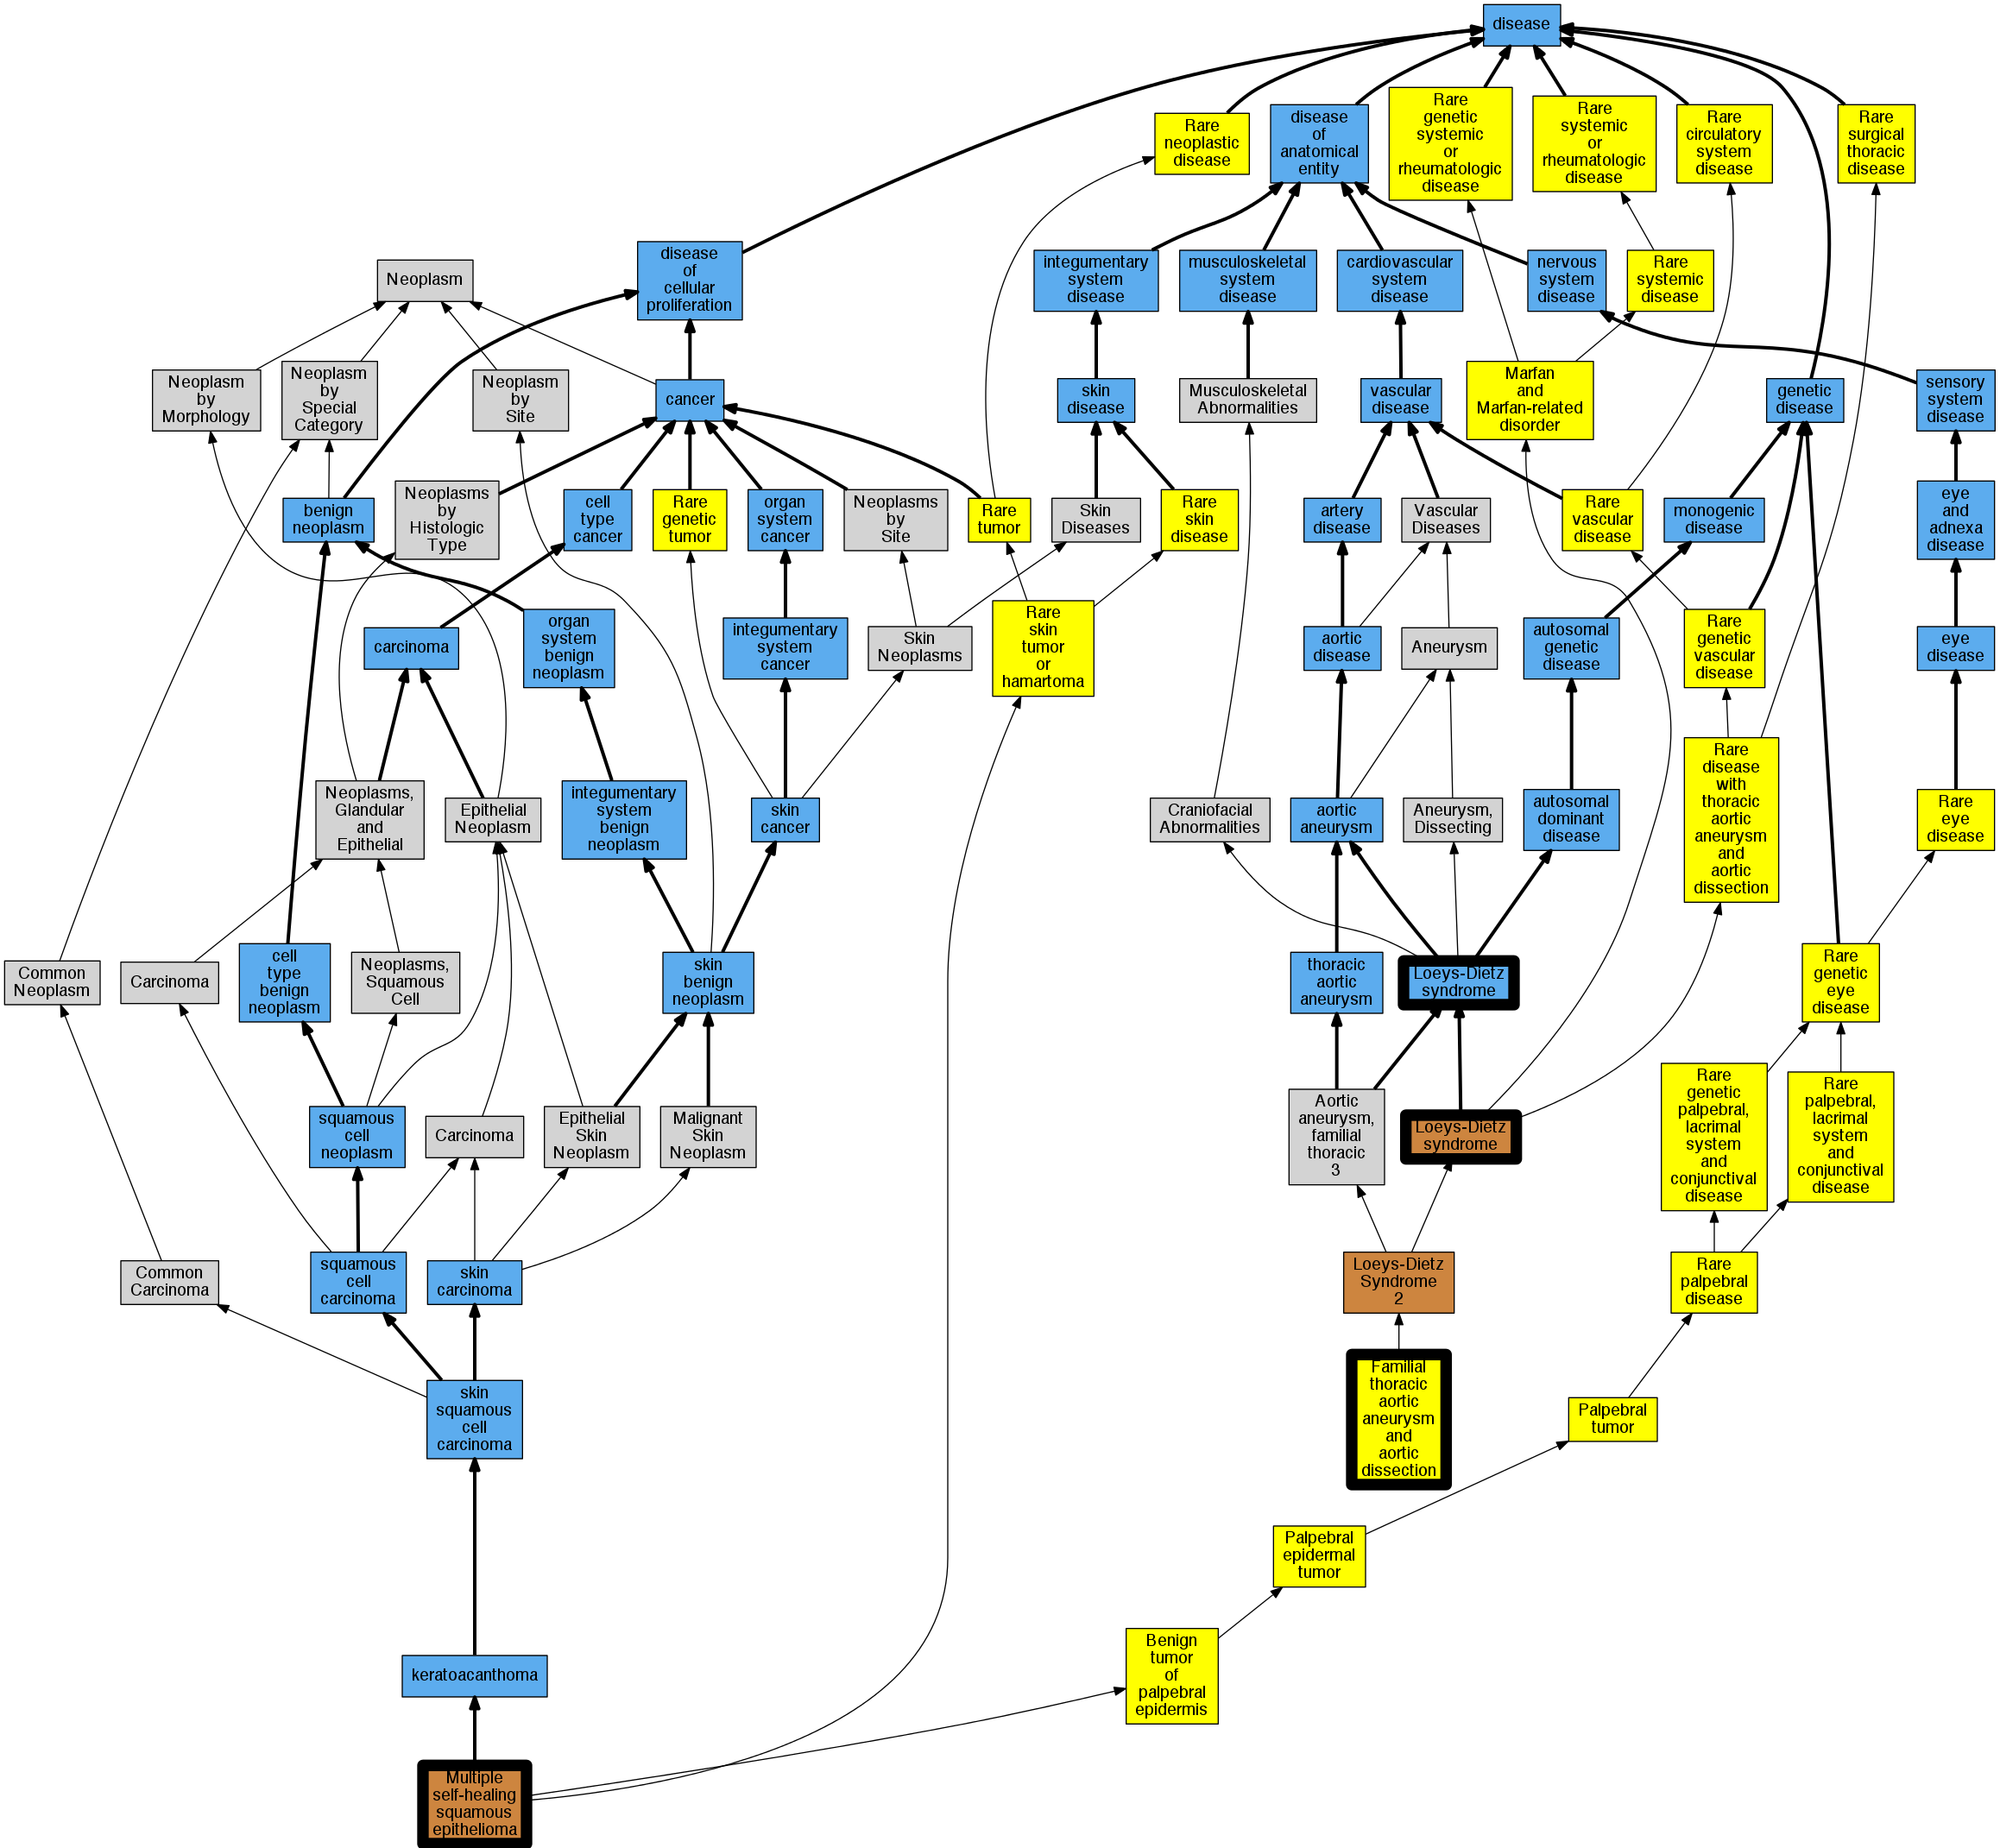 disease
Rare
neoplastic
disease
disease
of
anatomical
entity
Rare
genetic
systemic
or
rheumatologic
disease
Rare
systemic
or
rheumatologic
disease
Rare
circulatory
system
disease
Rare
surgical
thoracic
disease
Neoplasm
disease
of
cellular
proliferation
integumentary
system
disease
musculoskeletal
system
disease
cardiovascular
system
disease
nervous
system
disease
Rare
systemic
disease
Neoplasm
by
Morphology
Neoplasm
by
Special
Category
Neoplasm
by
Site
cancer
skin
disease
Musculoskeletal
Abnormalities
vascular
disease
Marfan
and
Marfan-related
disorder
genetic
disease
sensory
system
disease
benign
neoplasm
Neoplasms
by
Histologic
Type
cell
type
cancer
Rare
genetic
tumor
organ
system
cancer
Neoplasms
by
Site
Rare
tumor
Skin
Diseases
Rare
skin
disease
artery
disease
Vascular
Diseases
Rare
vascular
disease
monogenic
disease
eye
and
adnexa
disease
carcinoma
organ
system
benign
neoplasm
integumentary
system
cancer
Skin
Neoplasms
Rare
skin
tumor
or
hamartoma
aortic
disease
Aneurysm
autosomal
genetic
disease
Rare
genetic
vascular
disease
eye
disease
Neoplasms,
Glandular
and
Epithelial
Epithelial
Neoplasm
integumentary
system
benign
neoplasm
skin
cancer
Craniofacial
Abnormalities
aortic
aneurysm
Aneurysm,
Dissecting
autosomal
dominant
disease
Rare
disease
with
thoracic
aortic
aneurysm
and
aortic
dissection
Rare
eye
disease
Common
Neoplasm
Carcinoma
cell
type
benign
neoplasm
Neoplasms,
Squamous
Cell
skin
benign
neoplasm
thoracic
aortic
aneurysm
Loeys-Dietz
syndrome
Rare
genetic
eye
disease
squamous
cell
neoplasm
Carcinoma
Epithelial
Skin
Neoplasm
Malignant
Skin
Neoplasm
Aortic
aneurysm,
familial
thoracic
3
Loeys-Dietz
syndrome
Rare
genetic
palpebral,
lacrimal
system
and
conjunctival
disease
Rare
palpebral,
lacrimal
system
and
conjunctival
disease
Common
Carcinoma
squamous
cell
carcinoma
skin
carcinoma
Loeys-Dietz
Syndrome
2
Rare
palpebral
disease
skin
squamous
cell
carcinoma
Familial
thoracic
aortic
aneurysm
and
aortic
dissection
Palpebral
tumor
Palpebral
epidermal
tumor
keratoacanthoma
Benign
tumor
of
palpebral
epidermis
Multiple
self-healing
squamous
epithelioma